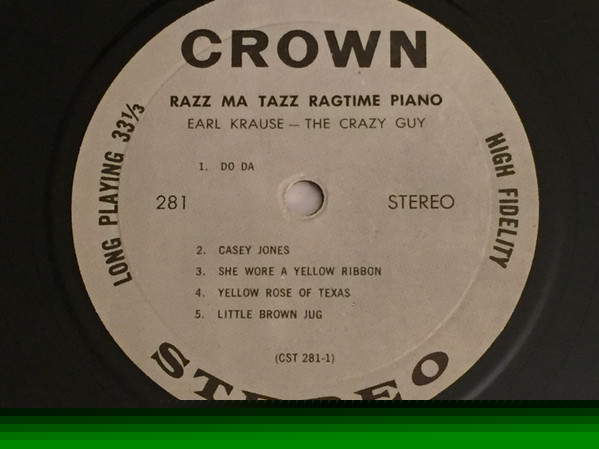 CROWN
RAZZ MA TAZZ RAGTIME PIANO
EARL KRAUSE — THE CRAZY GUY
LONG PLAYING 33⅓
HIGH FIDELITY
1. DO DA
281
STEREO
2. CASEY JONES
3. SHE WORE A YELLOW RIBBON
4. YELLOW ROSE OF TEXAS
5. LITTLE BROWN JUG
(CST 281-1)
STEREO